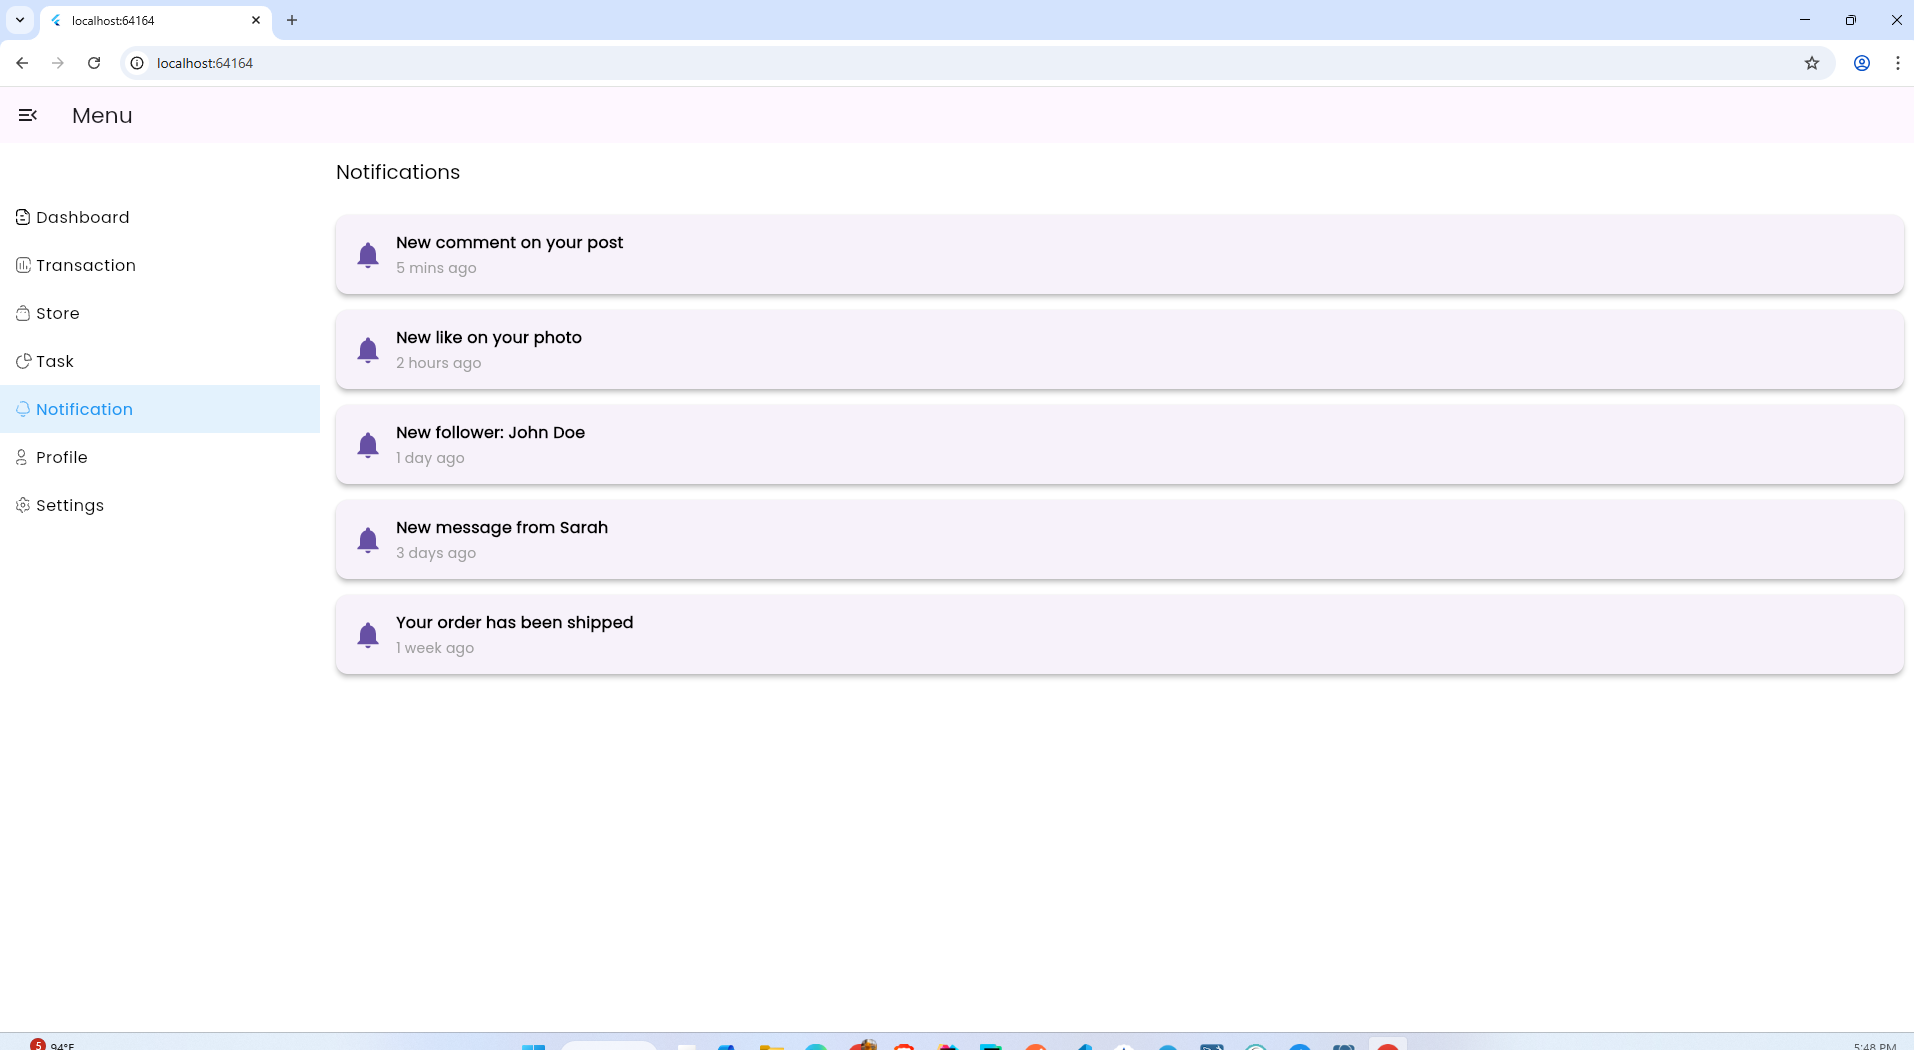 localhost:64164
localhost:64164
Menu
Dashboard
Transaction
Store
Task
Notification
Profile
Settings
Notifications
New comment on your post
5 mins ago
New like on your photo
2 hours ago
New follower: John Doe
1 day ago
New message from Sarah
3 days ago
Your order has been shipped
1 week ago
5
94°F
5:48 PM